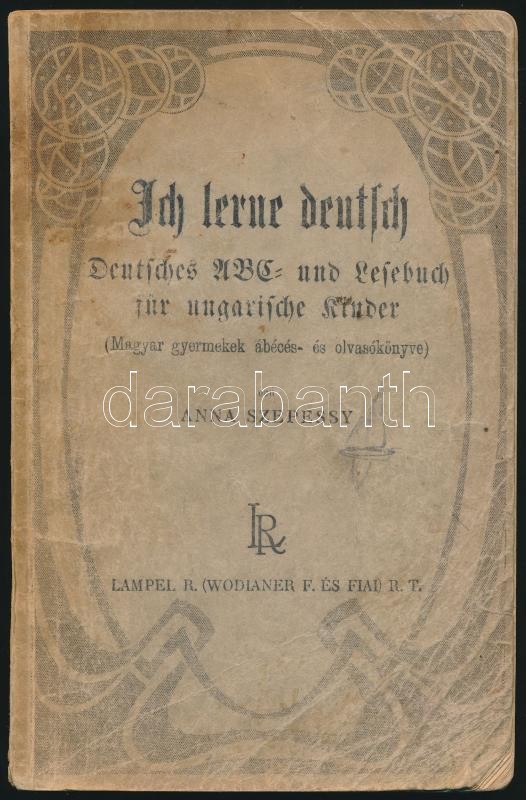 Ich lerne deutsch
Deutsches ABC- und Lesebuch
für ungarische Kinder
(Magyar gyermekek ábécés- és olvasókönyve)
von
darabanth
ANNA SZEPESSY
LR
LAMPEL R. (WODIANER F. ÉS FIAI) R. T.